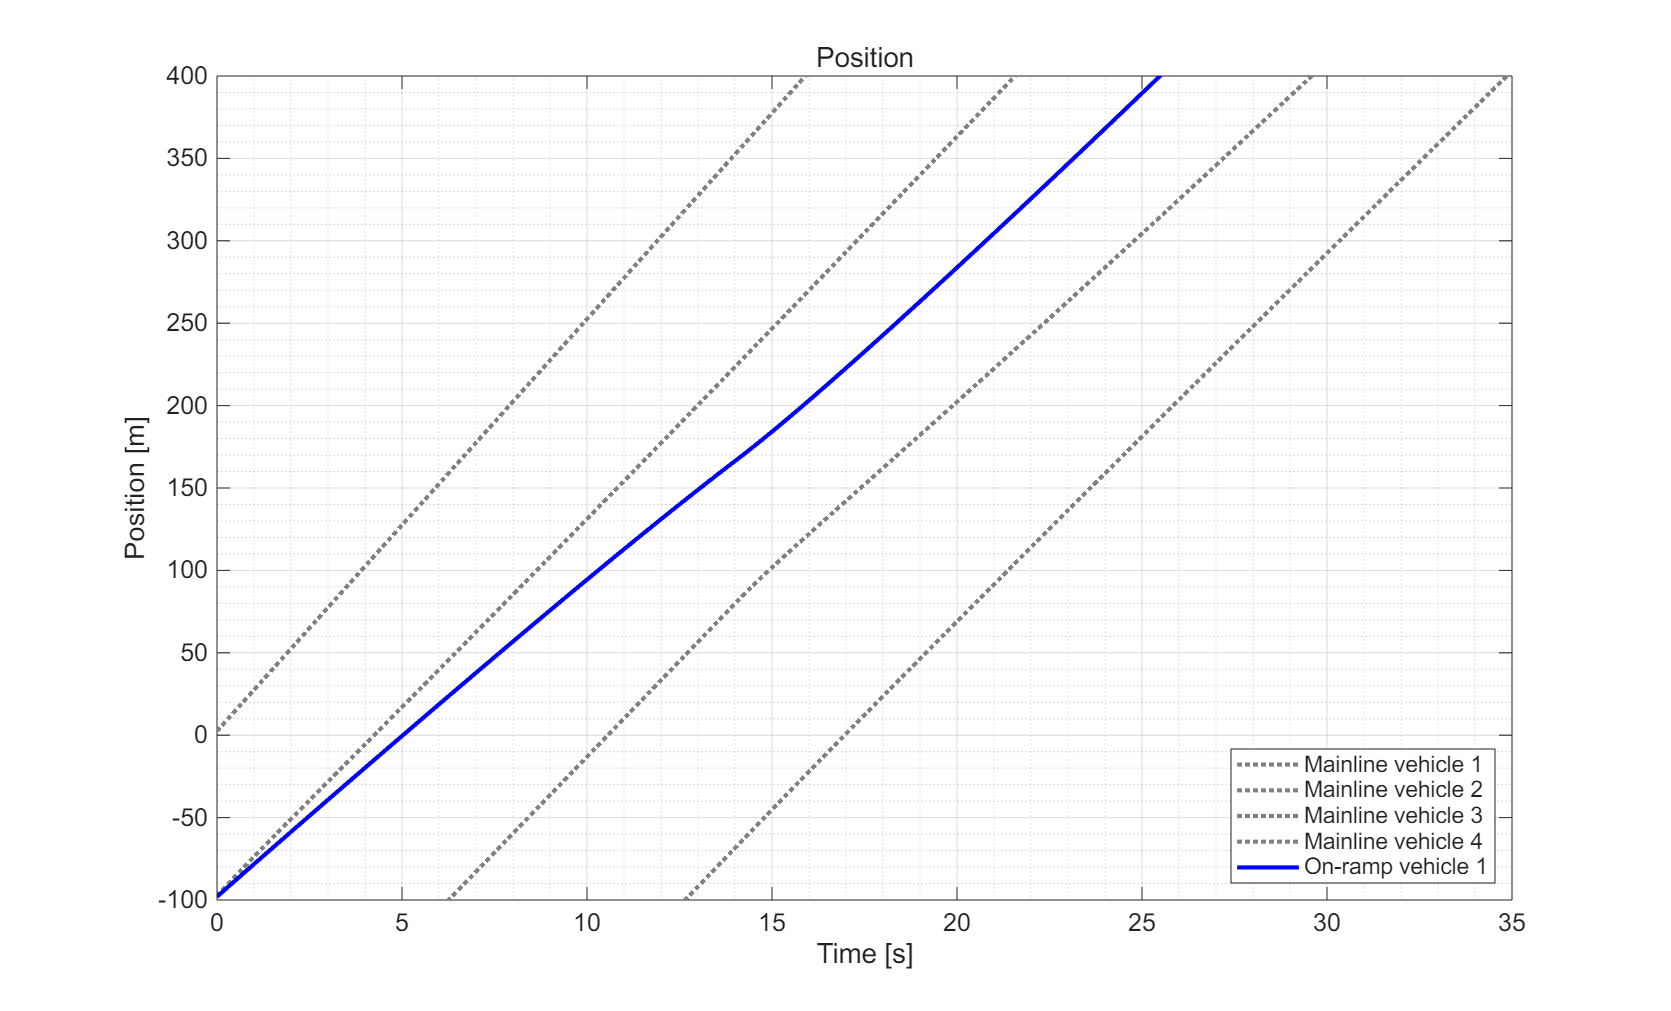 Position
400
350
300
250
200
150
100
50
0
-50
-100
Position [m]
0 5 10 15 20 25 30 35
Time [s]
Mainline vehicle 1
Mainline vehicle 2
Mainline vehicle 3
Mainline vehicle 4
On-ramp vehicle 1